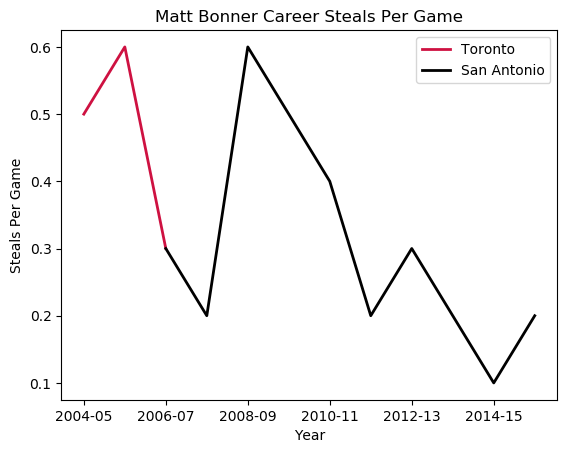 Matt Bonner Career Steals Per Game
Toronto
San Antonio
0.6
0.5
0.4
0.3
0.2
0.1
Steals Per Game
2004-05 2006-07 2008-09 2010-11 2012-13 2014-15
Year